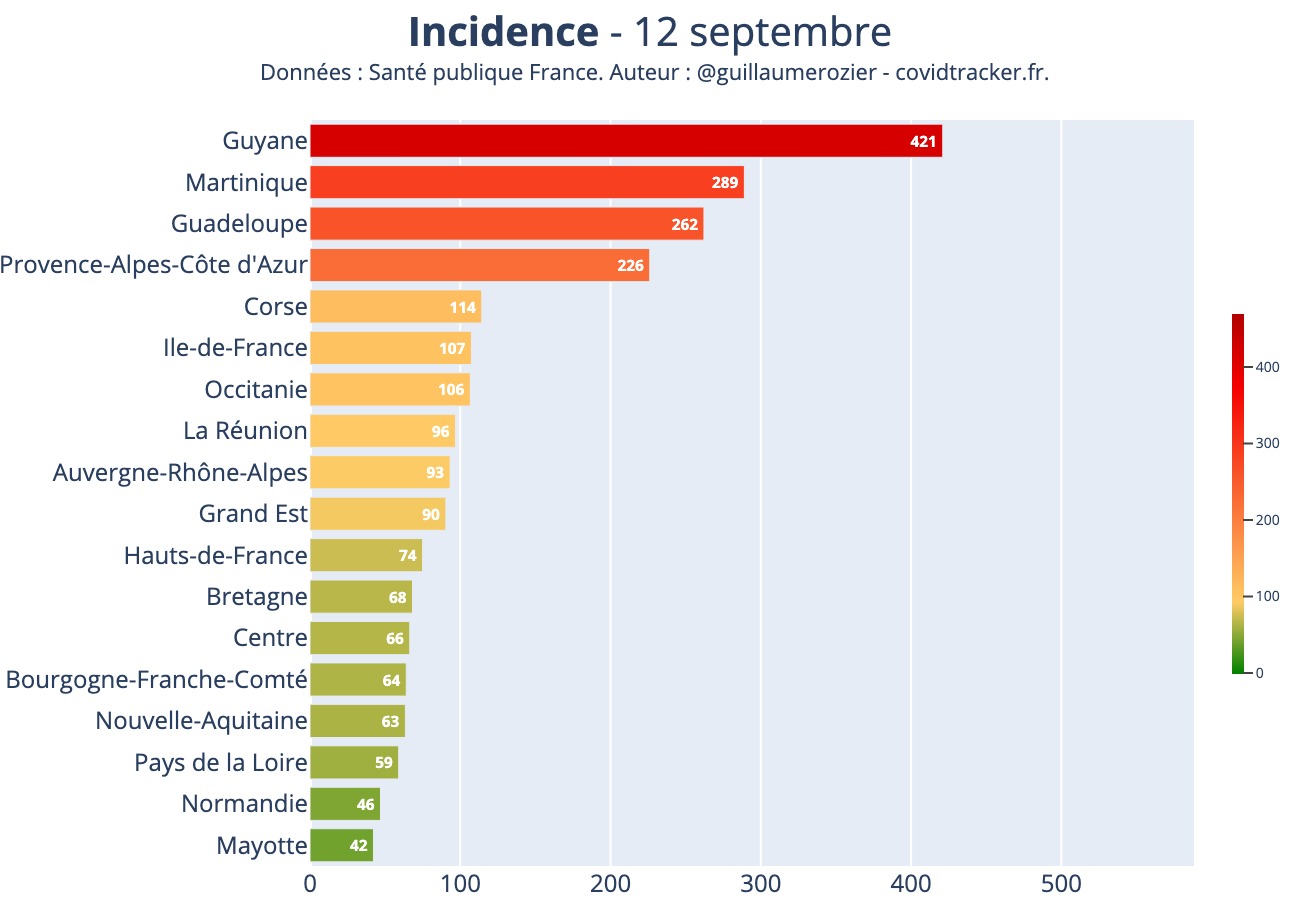 Incidence - 12 septembre
Données : Santé publique France. Auteur : @guillaumerozier - covidtracker.fr.
Guyane 421
Martinique 289
Guadeloupe 262
Provence-Alpes-Côte d'Azur 226
Corse 114
Ile-de-France 107
Occitanie 106
La Réunion 96
Auvergne-Rhône-Alpes 93
Grand Est 90
Hauts-de-France 74
Bretagne 68
Centre 66
Bourgogne-Franche-Comté 64
Nouvelle-Aquitaine 63
Pays de la Loire 59
Normandie 46
Mayotte 42
0 100 200 300 400 500
400
300
200
100
0